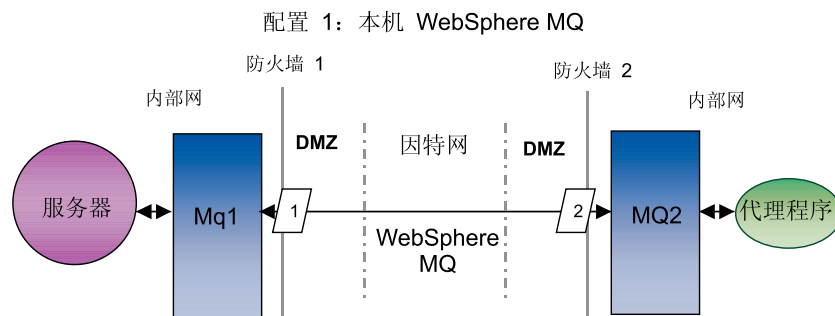 配置 1：本机 WebSphere MQ
防火墙 1
防火墙 2
内部网
内部网
DMZ
因特网
DMZ
服务器
Mq1
1
2
MQ2
代理程序
WebSphere
MQ